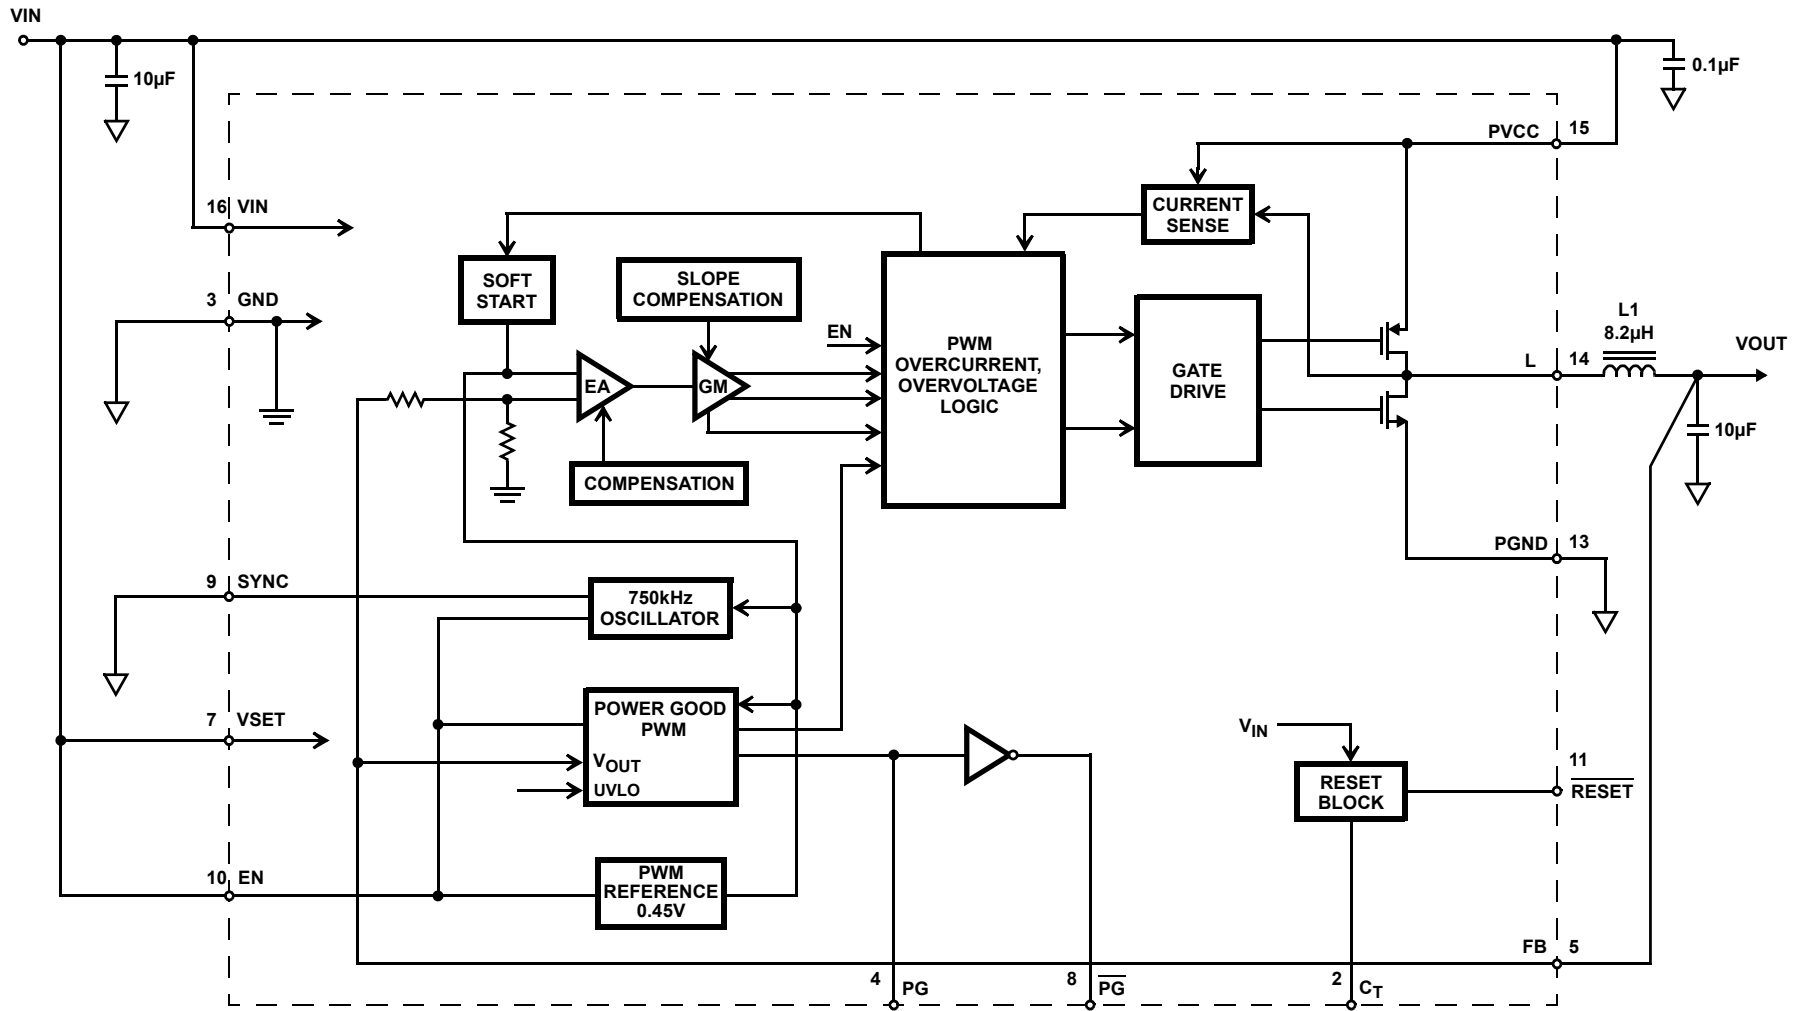 VIN
10µF
0.1µF
PVCC
15
16
VIN
CURRENT
SENSE
3
GND
SOFT
START
SLOPE
COMPENSATION
EN
PWM
OVERCURRENT,
OVERVOLTAGE
LOGIC
GATE
DRIVE
L1
8.2µH
L
14
VOUT
EA
GM
10µF
COMPENSATION
PGND
13
9
SYNC
750kHz
OSCILLATOR
7
VSET
POWER GOOD
PWM
VOUT
UVLO
VIN
RESET
BLOCK
11
RESET
10
EN
PWM
REFERENCE
0.45V
FB
5
4
PG
8
PG
2
CT